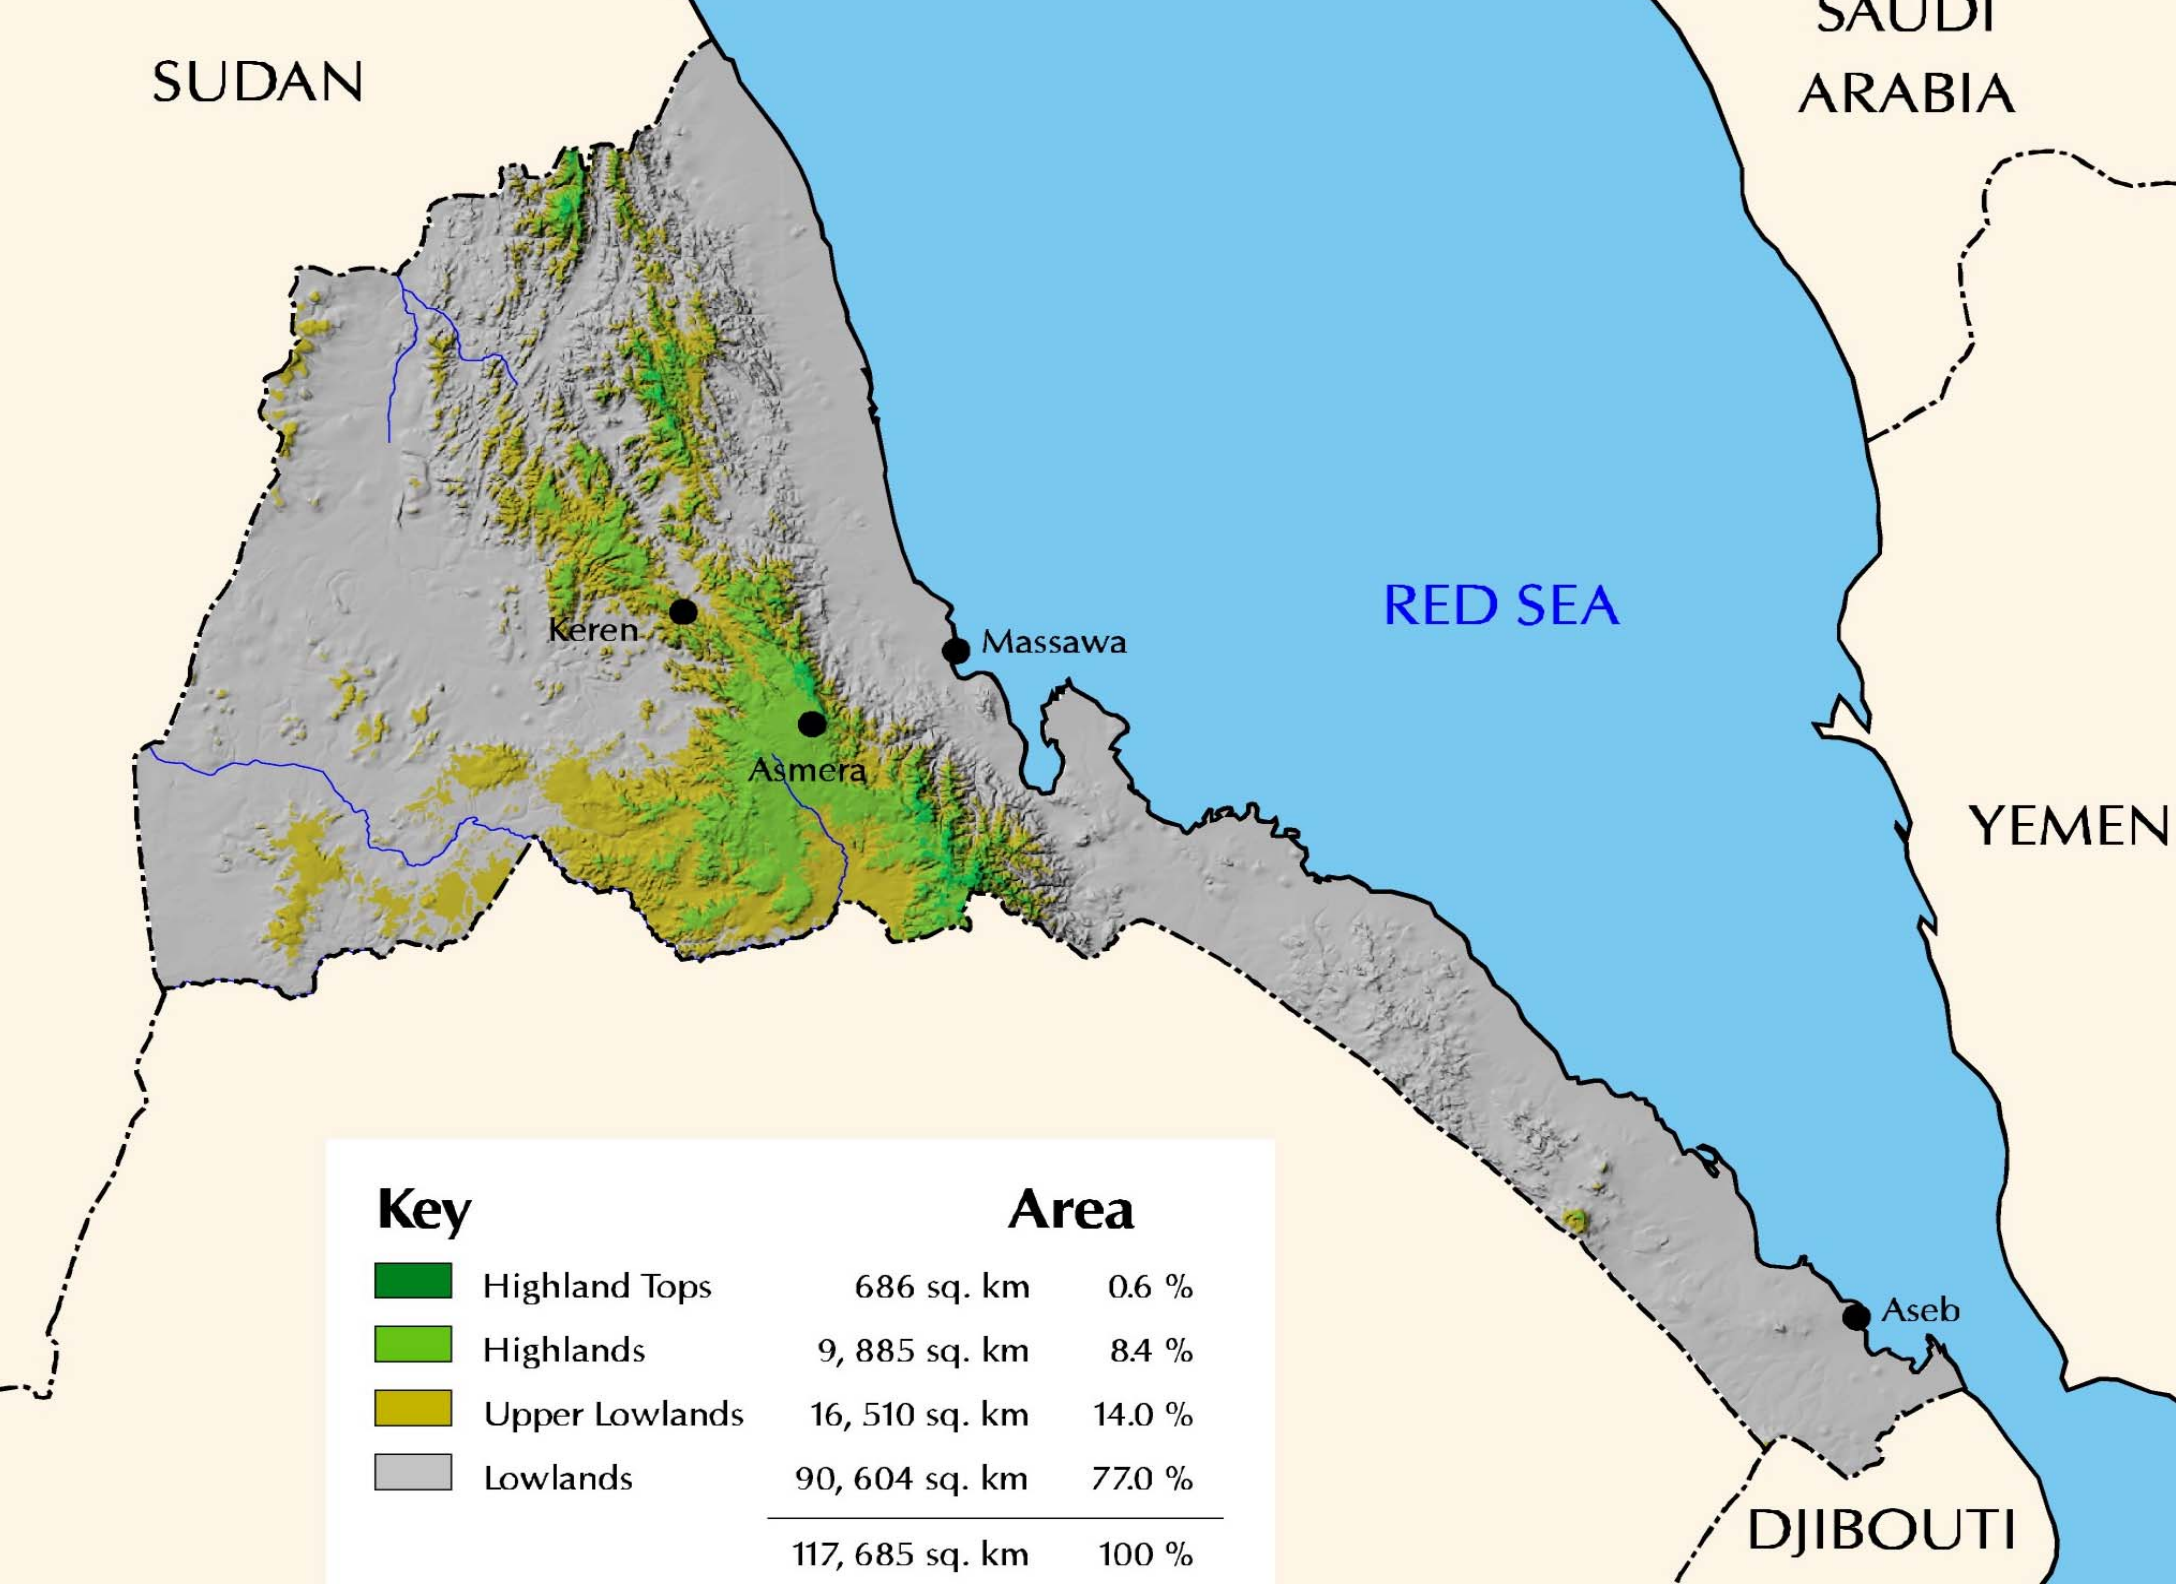 SUDAN
SAUDI
ARABIA
RED SEA
Keren
Massawa
Asmera
YEMEN
Aseb
DJIBOUTI
Key Area
Highland Tops 686 sq. km 0.6 %
Highlands 9, 885 sq. km 8.4 %
Upper Lowlands 16, 510 sq. km 14.0 %
Lowlands 90, 604 sq. km 77.0 %
117, 685 sq. km 100 %